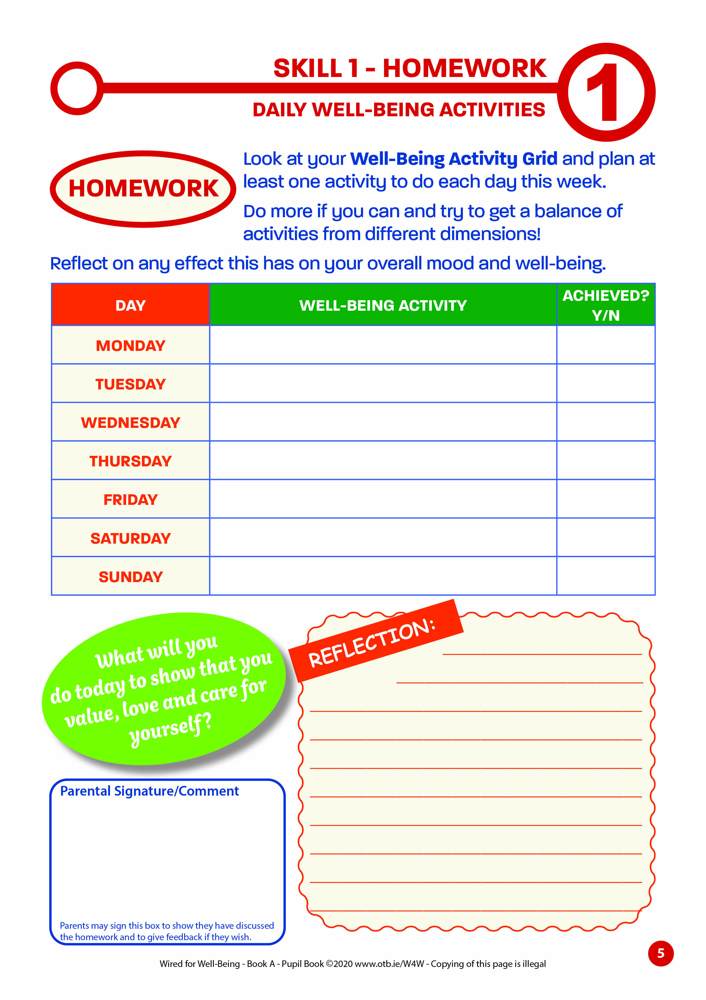 SKILL 1 - HOMEWORK
1
DAILY WELL-BEING ACTIVITIES
HOMEWORK
Look at your Well-Being Activity Grid and plan at
least one activity to do each day this week.
Do more if you can and try to get a balance of
activities from different dimensions!
Reflect on any effect this has on your overall mood and well-being.
DAY
WELL-BEING ACTIVITY
ACHIEVED?
Y/N
MONDAY
TUESDAY
WEDNESDAY
THURSDAY
FRIDAY
SATURDAY
SUNDAY
What will you
do today to show that you
value, love and care for
yourself?
REFLECTION:
Parental Signature/Comment
Parents may sign this box to show they have discussed
the homework and to give feedback if they wish.
5
Wired for Well-Being - Book A - Pupil Book ©2020 www.otb.ie/W4W - Copying of this page is illegal